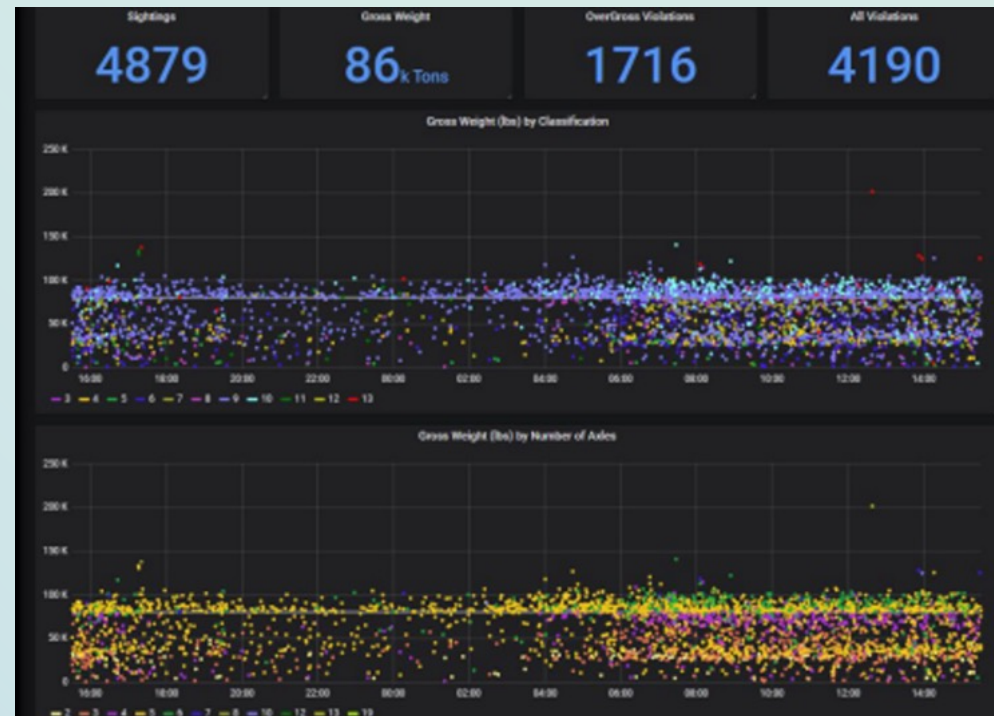 Sightings Gross Weight OverGross Violations All Violations
4879 86k Tons 1716 4190
Gross Weight (lbs) by Classification
250 K
200 K
150 K
100 K
50 K
0
16:00 18:00 20:00 22:00 00:00 02:00 04:00 06:00 08:00 10:00 12:00 14:00
3 4 5 6 7 8 9 10 11 12 13
Gross Weight (lbs) by Number of Axles
250 K
200 K
150 K
100 K
50 K
0
16:00 18:00 20:00 22:00 00:00 02:00 04:00 06:00 08:00 10:00 12:00 14:00
2 3 4 5 6 7 8 10 12 13 19